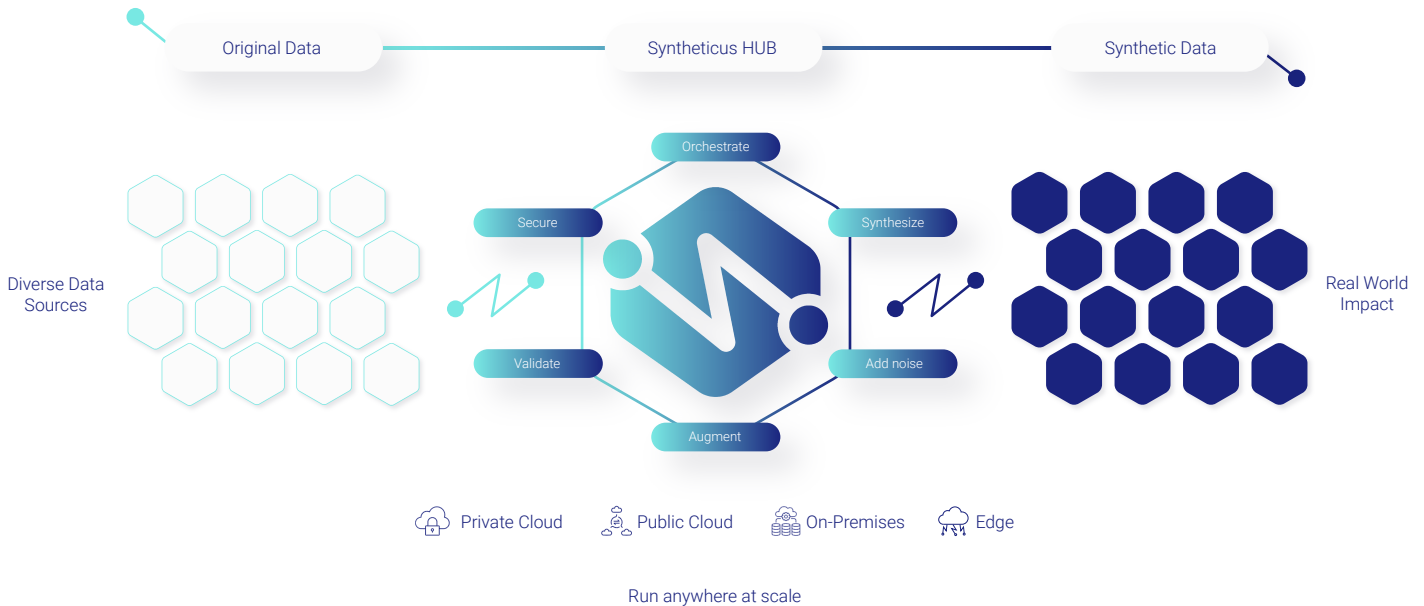 Original Data
Syntheticus HUB
Synthetic Data
Orchestrate
Secure
Synthesize
Diverse Data
Sources
Real World
Impact
Validate
Add noise
Augment
Private Cloud
Public Cloud
On-Premises
Edge
Run anywhere at scale